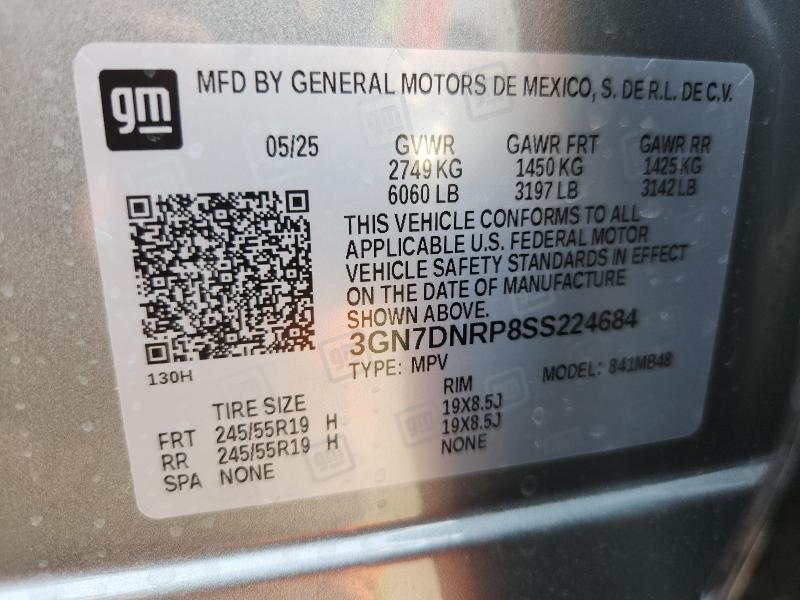 gm
MFD BY GENERAL MOTORS DE MEXICO, S. DE R.L. DE C.V.
05/25 GVWR GAWR FRT GAWR RR
2749 KG 1450 KG 1425 KG
6060 LB 3197 LB 3142 LB
THIS VEHICLE CONFORMS TO ALL
APPLICABLE U.S. FEDERAL MOTOR
VEHICLE SAFETY STANDARDS IN EFFECT
ON THE DATE OF MANUFACTURE
SHOWN ABOVE.
3GN7DNRP8SS224684
TYPE: MPV MODEL: 841MB48
130H
TIRE SIZE RIM
FRT 245/55R19 H 19X8.5J
RR 245/55R19 H 19X8.5J
SPA NONE NONE